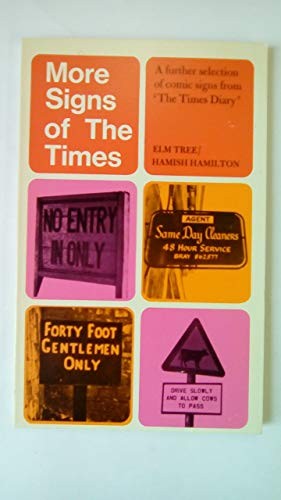 More
Signs
of The
Times
A further selection
of comic signs from
'The Times Diary'
ELM TREE/
HAMISH HAMILTON
NO ENTRY
IN ONLY
AGENT
Same Day Cleaners
48 HOUR SERVICE
BRAY 862877
FORTY FOOT
GENTLEMEN
ONLY
DRIVE SLOWLY
AND ALLOW COWS
TO PASS